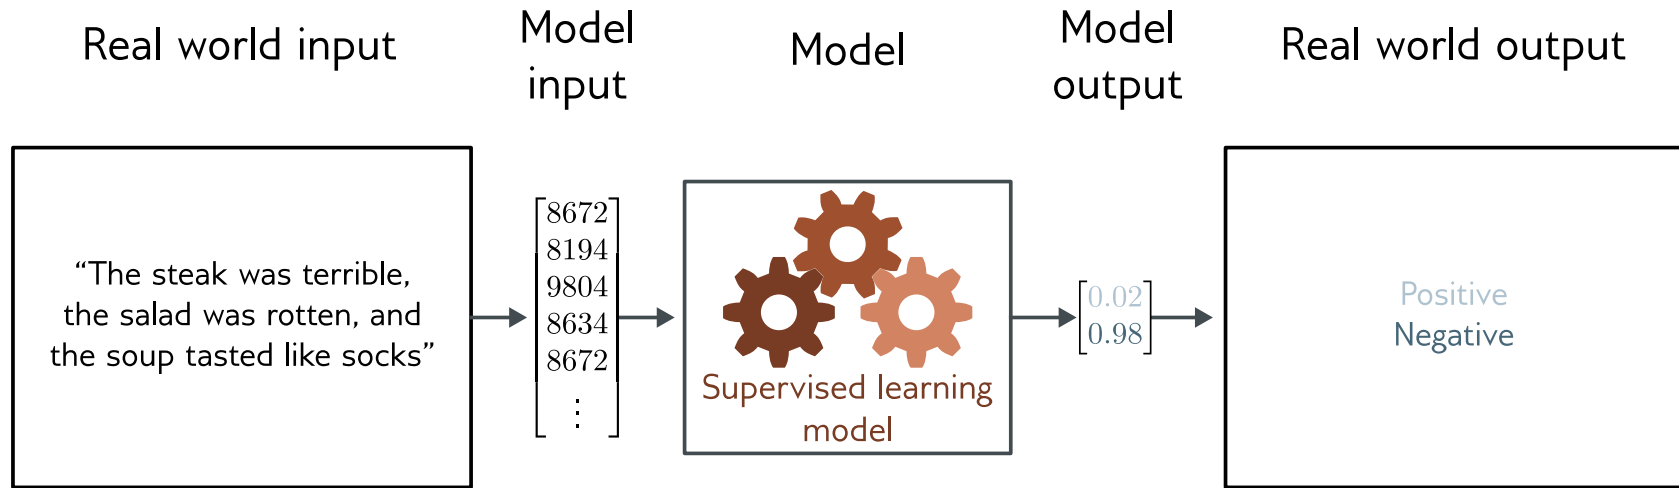 Real world input
Model
input
Model
Model
output
Real world output
“The steak was terrible,
the salad was rotten, and
the soup tasted like socks”
8672
8194
9804
8634
8672
⋮
Supervised learning
model
0.02
0.98
Positive
Negative